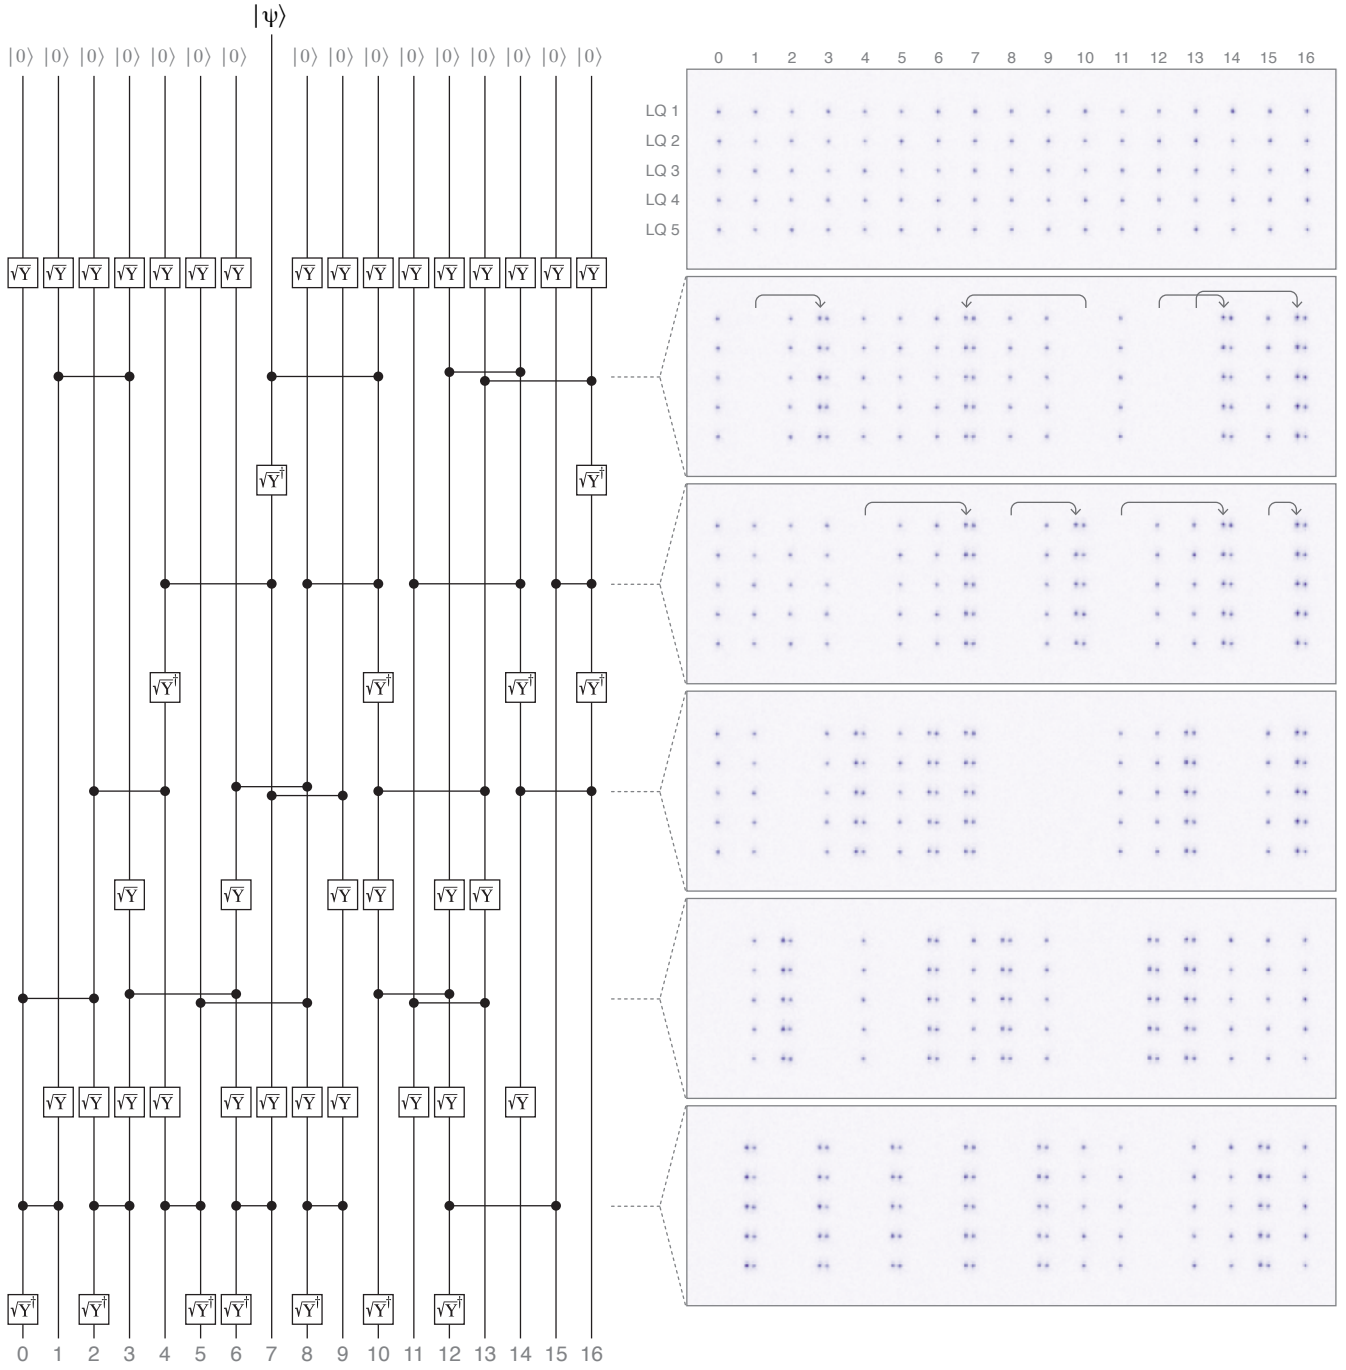 |ψ⟩
|0⟩ |0⟩ |0⟩ |0⟩ |0⟩ |0⟩ |0⟩ |0⟩ |0⟩ |0⟩ |0⟩ |0⟩ |0⟩ |0⟩ |0⟩ |0⟩
0 1 2 3 4 5 6 7 8 9 10 11 12 13 14 15 16
LQ 1
LQ 2
LQ 3
LQ 4
LQ 5
√Y √Y √Y √Y √Y √Y √Y √Y √Y √Y √Y √Y √Y √Y √Y √Y
√Y† √Y†
√Y† √Y† √Y† √Y†
√Y √Y √Y √Y √Y √Y
√Y √Y √Y √Y √Y √Y √Y √Y √Y √Y √Y
√Y† √Y† √Y† √Y† √Y† √Y† √Y†
0 1 2 3 4 5 6 7 8 9 10 11 12 13 14 15 16